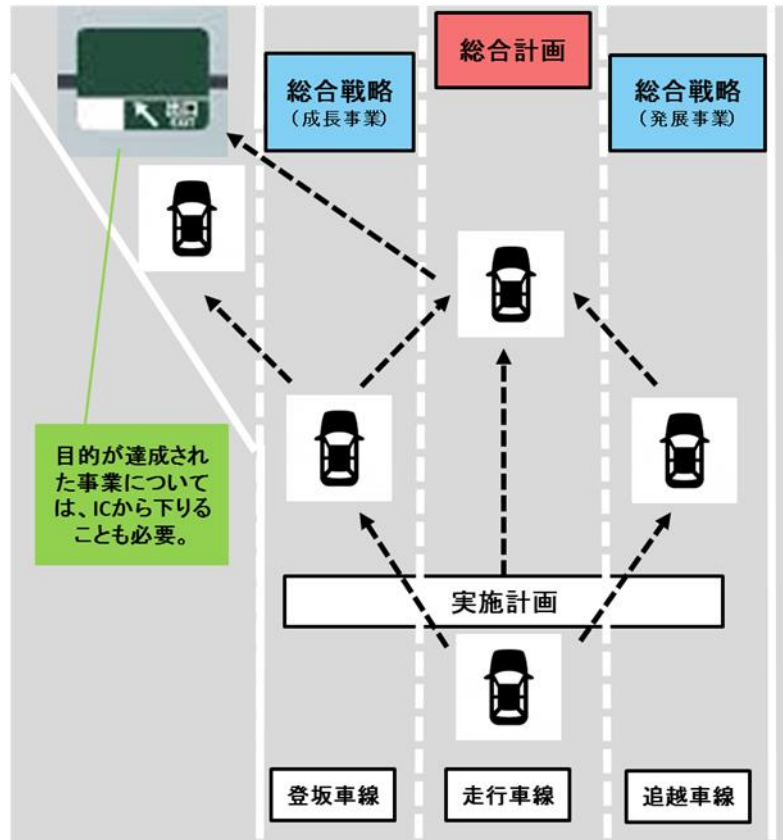 総合計画
総合戦略
(成長事業)
総合戦略
(発展事業)
出口
EXIT
目的が達成され
た事業について
は、ICから下りる
ことも必要。
実施計画
登坂車線
走行車線
追越車線